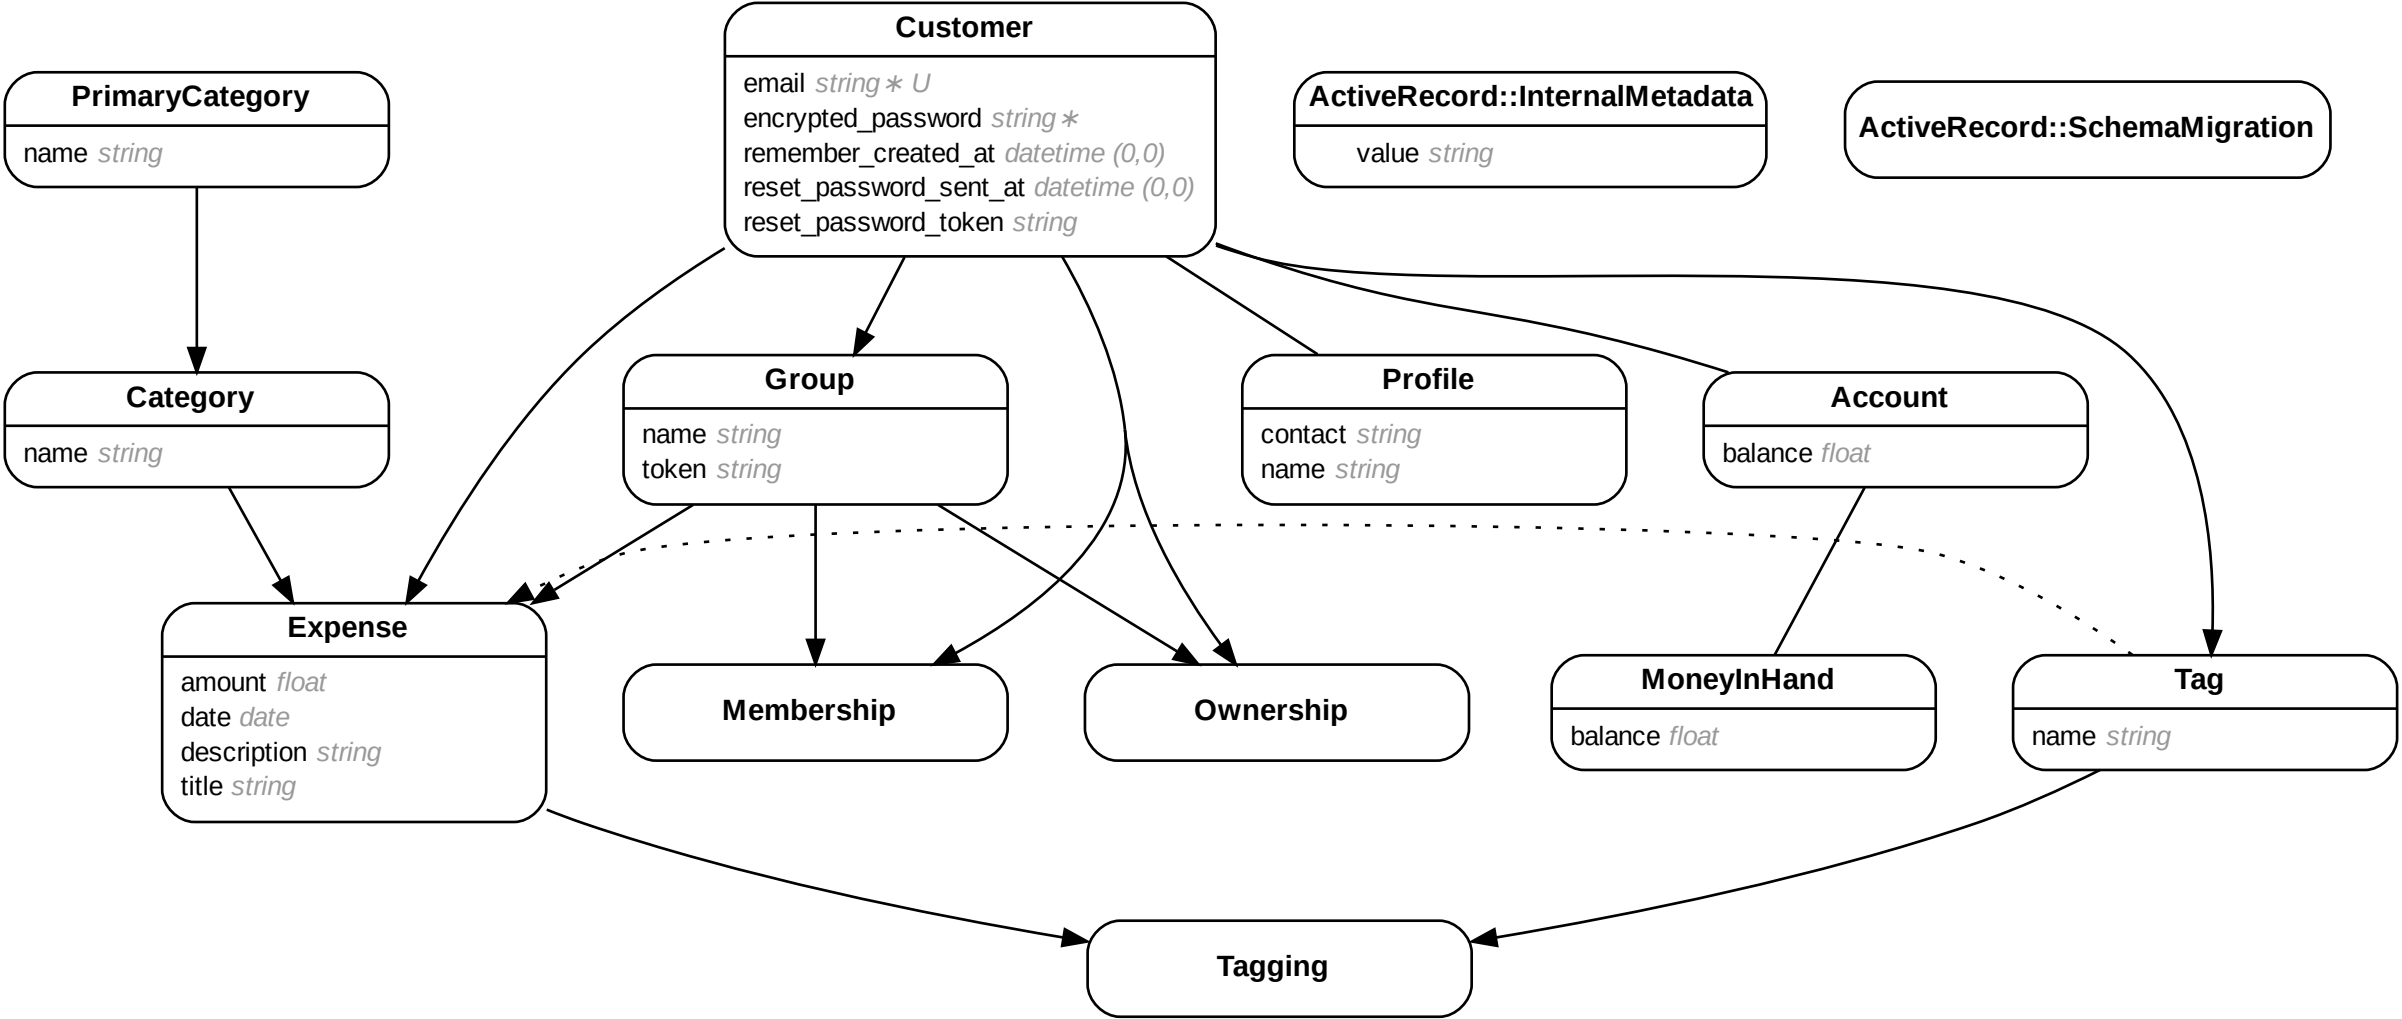 Customer
email string∗ U
encrypted_password string∗
remember_created_at datetime (0,0)
reset_password_sent_at datetime (0,0)
reset_password_token string
PrimaryCategory
name string
ActiveRecord::InternalMetadata
value string
ActiveRecord::SchemaMigration
Category
name string
Group
name string
token string
Profile
contact string
name string
Account
balance float
Expense
amount float
date date
description string
title string
Membership
Ownership
MoneyInHand
balance float
Tag
name string
Tagging